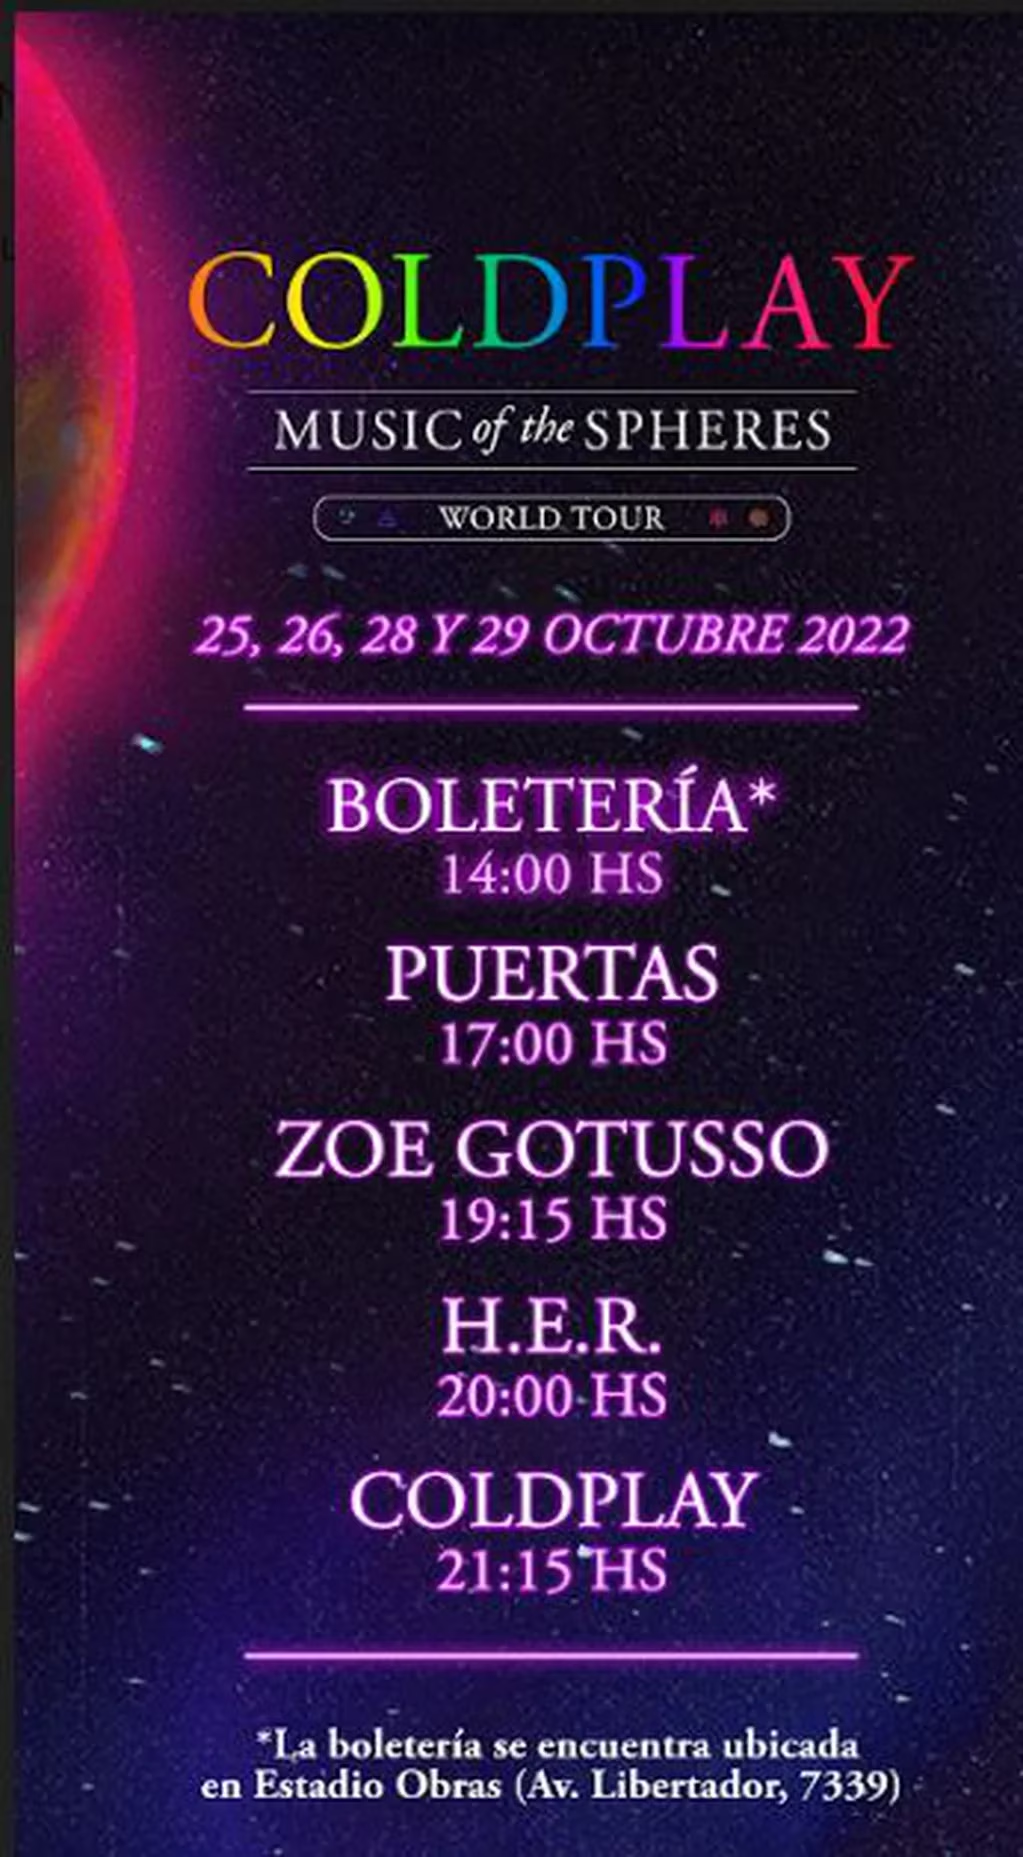 COLDPLAY
MUSIC of the SPHERES
WORLD TOUR
25, 26, 28 Y 29 OCTUBRE 2022
BOLETERÍA*
14:00 HS
PUERTAS
17:00 HS
ZOE GOTUSSO
19:15 HS
H.E.R.
20:00 HS
COLDPLAY
21:15 HS
*La boletería se encuentra ubicada
en Estadio Obras (Av. Libertador, 7339)